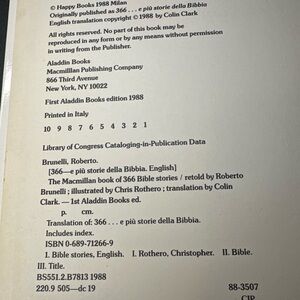 © Happy Books 1988 Milan
Originally published as 366 . . . e più storie della Bibbia
English translation copyright © 1988 by Colin Clark.
All rights reserved. No part of this book may be
reproduced in any form or by any means without permission
in writing from the Publisher.
Aladdin Books
Macmillan Publishing Company
866 Third Avenue
New York, NY 10022
First Aladdin Books edition 1988
Printed in Italy
10 9 8 7 6 5 4 3 2 1
Library of Congress Cataloging-in-Publication Data
Brunelli, Roberto.
[366—e più storie della Bibbia. English]
The Macmillan book of 366 Bible stories / retold by Roberto
Brunelli ; illustrated by Chris Rothero ; translation by Colin
Clark. — 1st Aladdin Books ed.
p. cm.
Translation of: 366 . . . e più storie della Bibbia.
Includes index.
ISBN 0-689-71266-9
I. Bible stories, English. I. Rothero, Christopher. II. Bible.
III. Title.
BS551.2.B7813 1988
220.9 505—dc 19 88-3507
CIP